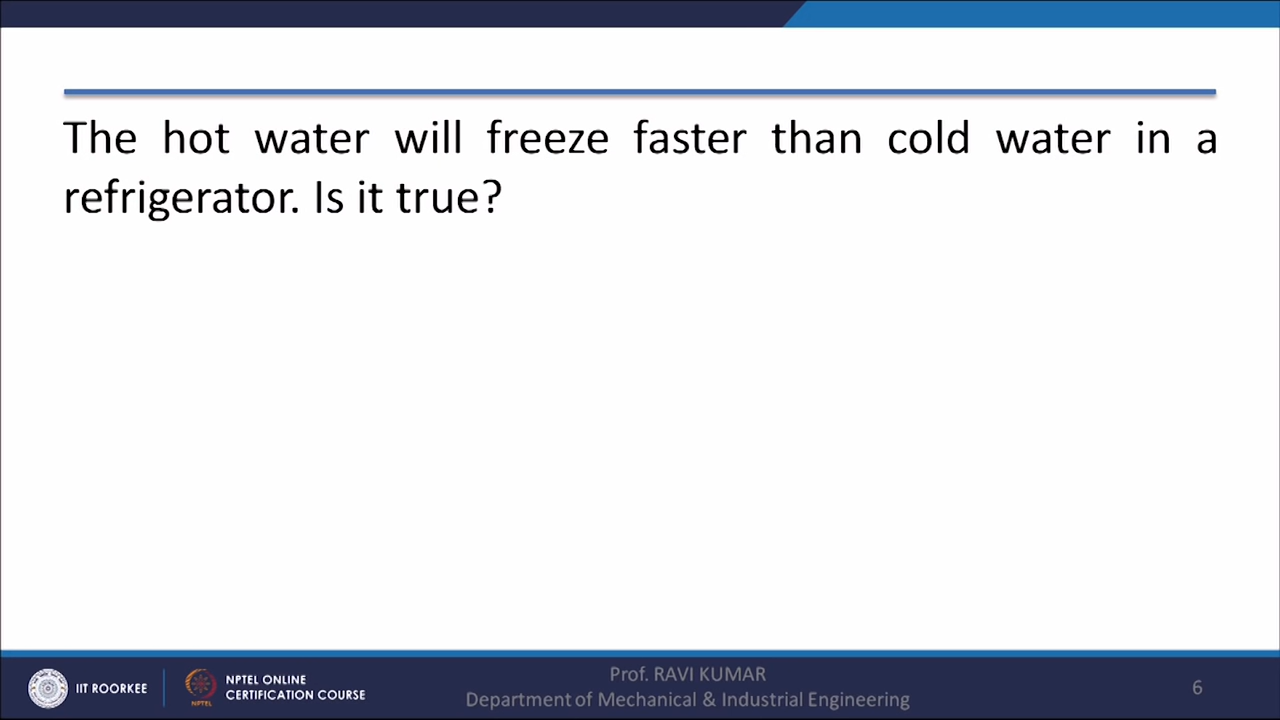 The hot water will freeze faster than cold water in a
refrigerator. Is it true?
IIT ROORKEE
NPTEL
NPTEL ONLINE
CERTIFICATION COURSE
Prof. RAVI KUMAR
Department of Mechanical & Industrial Engineering
6